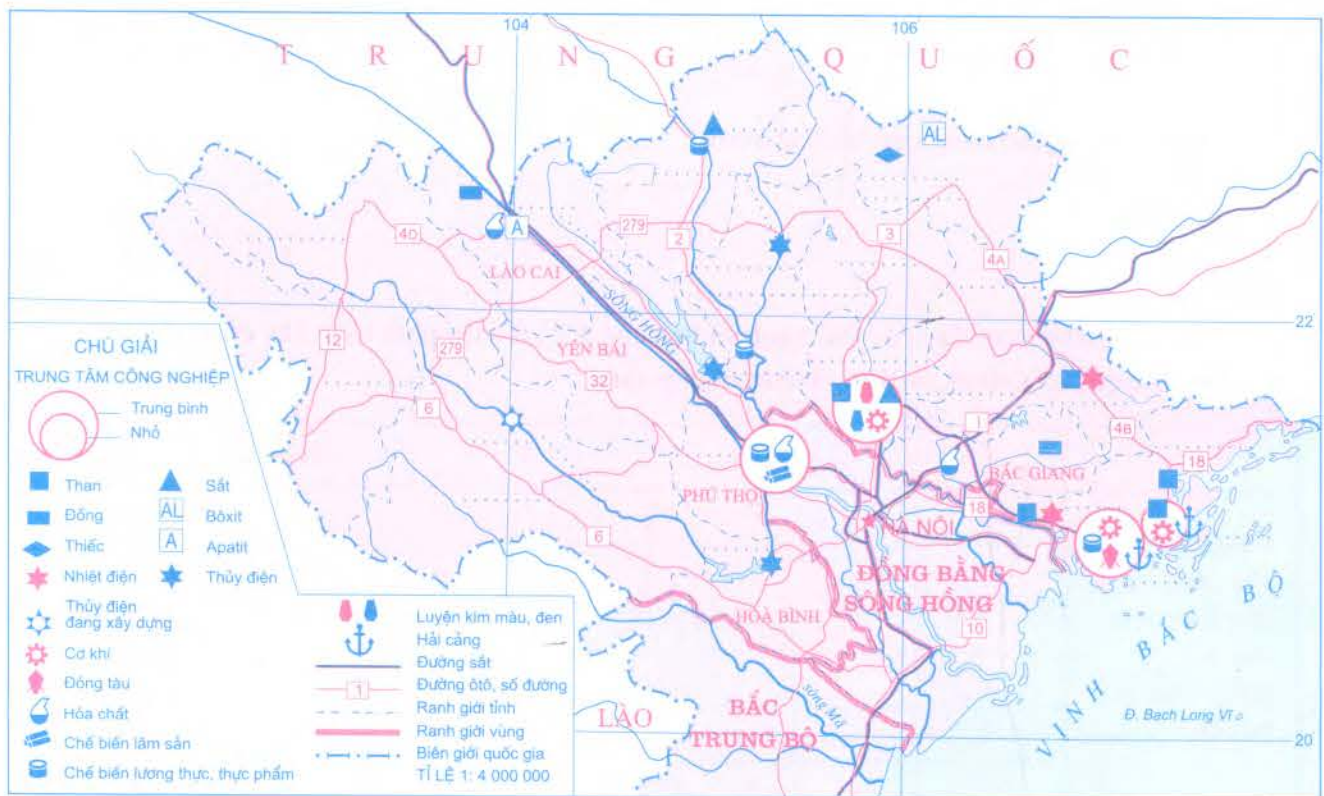 104
106
TRUNG QUỐC
AL
A
4D
279
2
3
4A
LÀO CAI
22
SÔNG HỒNG
12
279
YÊN BÁI
32
6
1
4B
BẮC GIANG
18
PHÚ THỌ
18
HÀ NỘI
6
ĐỒNG BẰNG
SÔNG HỒNG
HOÀ BÌNH
10
VỊNH BẮC BỘ
sông Mã
LÀO
BẮC
TRUNG BỘ
Đ. Bạch Long Vĩ
20
CHÚ GIẢI
TRUNG TÂM CÔNG NGHIỆP
Trung bình
Nhỏ
Than
Sắt
Đồng
AL Bôxit
Thiếc
A Apatit
Nhiệt điện
Thủy điện
Thủy điện
đang xây dựng
Cơ khí
Đóng tàu
Hóa chất
Chế biến lâm sản
Chế biến lương thực, thực phẩm
Luyện kim màu, đen
Hải cảng
Đường sắt
1 Đường ôtô, số đường
Ranh giới tỉnh
Ranh giới vùng
Biên giới quốc gia
TỈ LỆ 1: 4 000 000